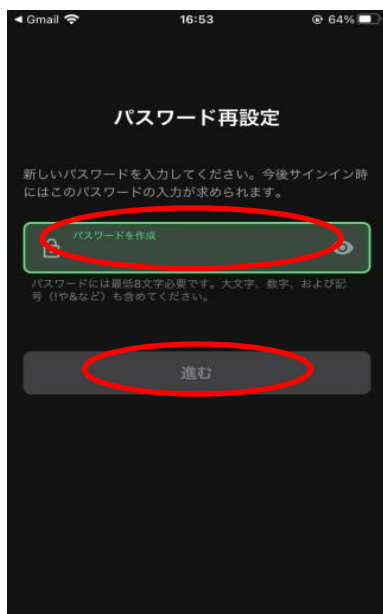 ◀ Gmail 16:53 64%
パスワード再設定
新しいパスワードを入力してください。今後サインイン時
にはこのパスワードの入力が求められます。
パスワードを作成
パスワードには最低8文字必要です。大文字、数字、および記
号（!や&など）も含めてください。
進む